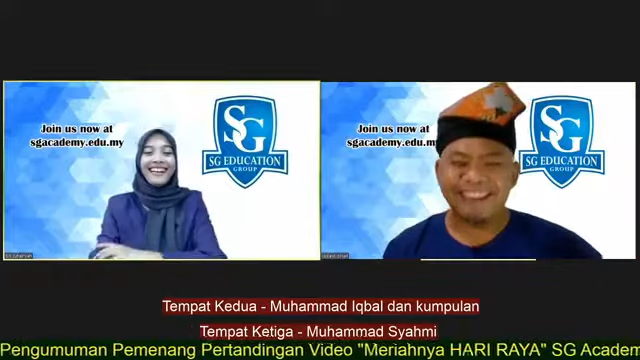 Join us now at
sgacademy.edu.my
SG
SG EDUCATION
GROUP
Join us now at
sgacademy.edu.my
SG
SG EDUCATION
GROUP
Tempat Kedua - Muhammad Iqbal dan kumpulan
Tempat Ketiga - Muhammad Syahmi
Pengumuman Pemenang Pertandingan Video "Meriahnya HARI RAYA" SG Academ